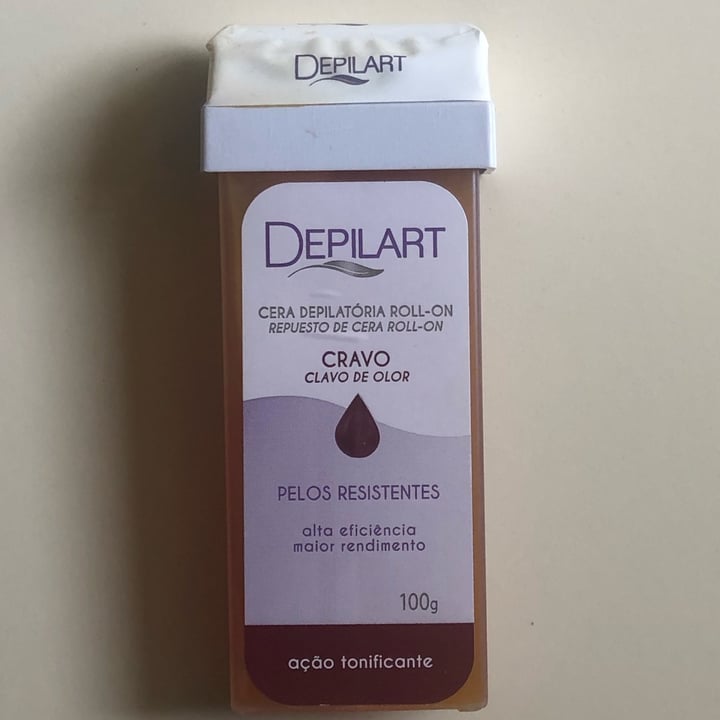 DEPILART
DEPILART
CERA DEPILATÓRIA ROLL-ON
REPUESTO DE CERA ROLL-ON
CRAVO
CLAVO DE OLOR
PELOS RESISTENTES
alta eficiência
maior rendimento
100g
ação tonificante